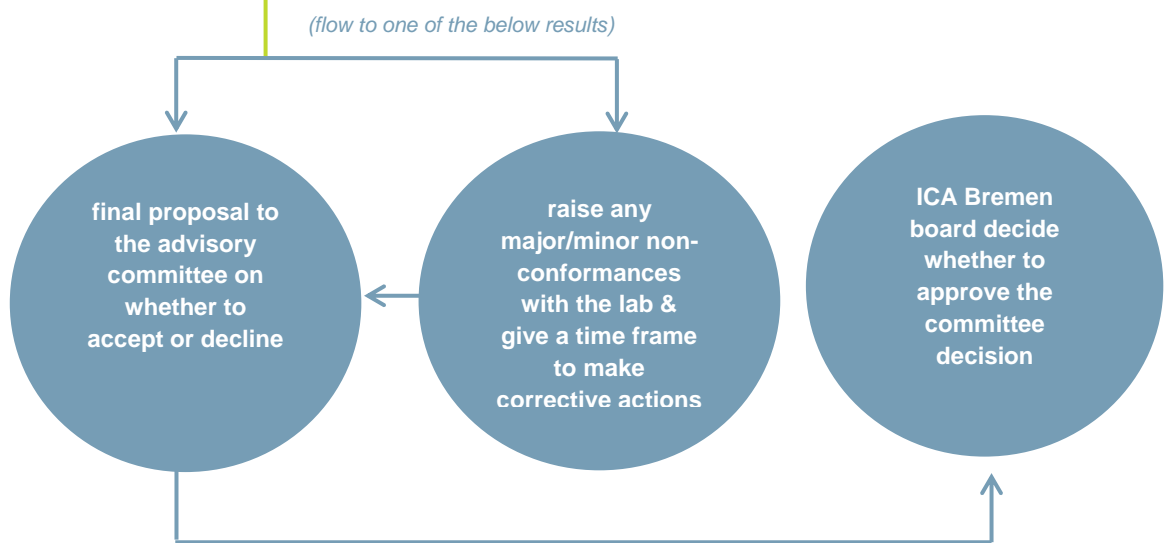 (flow to one of the below results)
final proposal to
the advisory
committee on
whether to
accept or decline
raise any
major/minor non-
conformances
with the lab &
give a time frame
to make
corrective actions
ICA Bremen
board decide
whether to
approve the
committee
decision